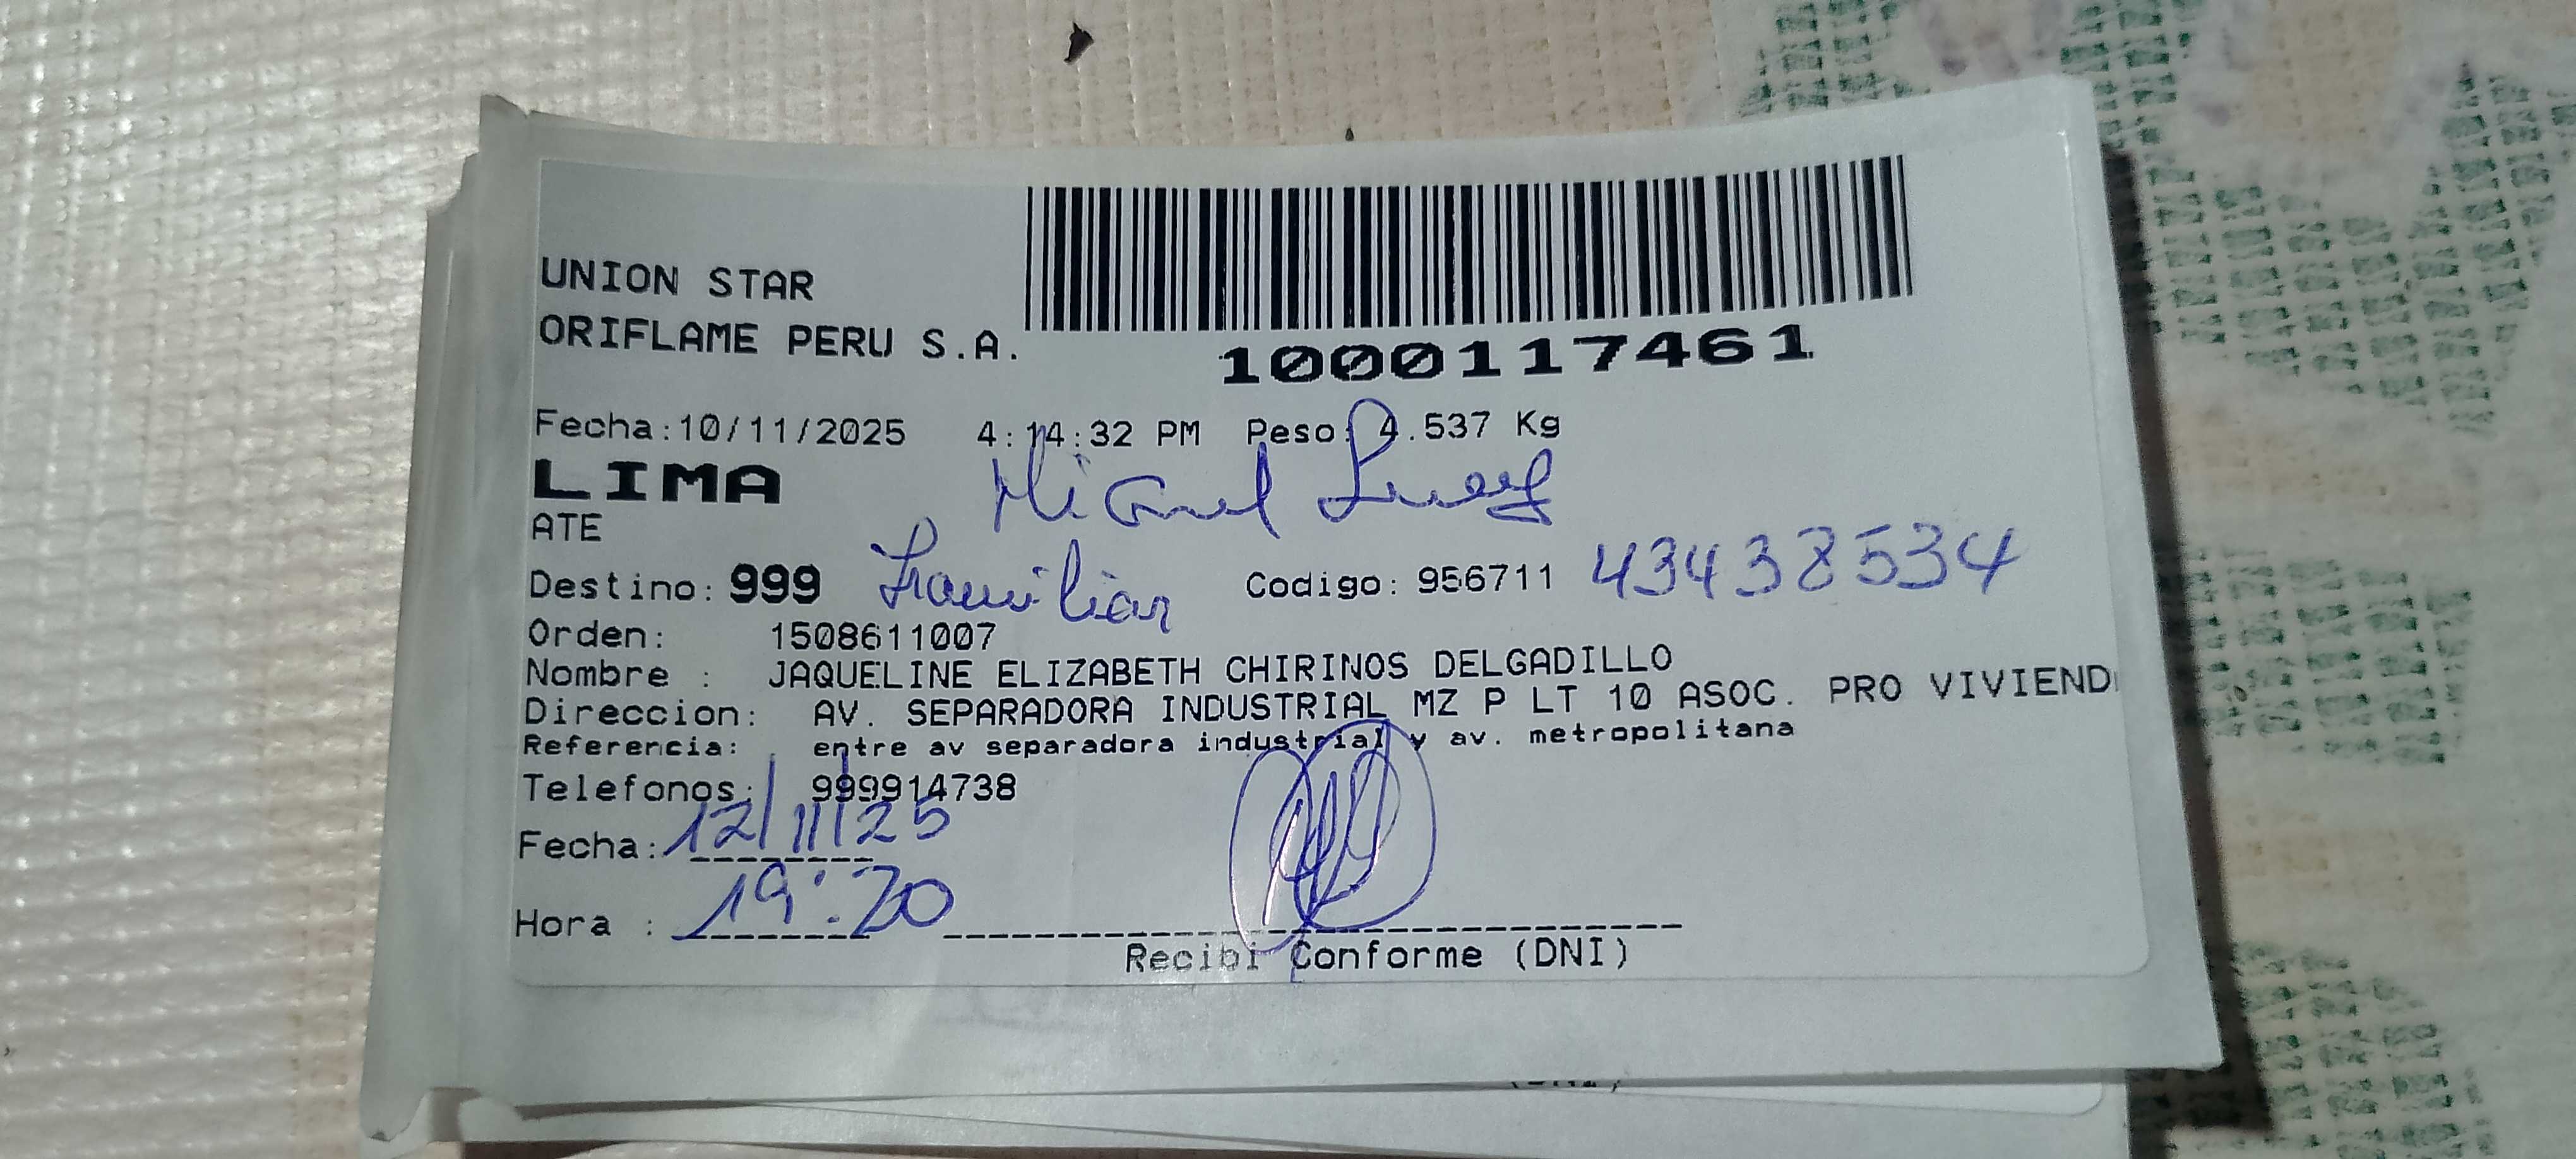 UNION STAR
ORIFLAME PERU S.A.
1000117461
Fecha:10/11/2025 4:14:32 PM Peso: 4.537 Kg
LIMA
Miguel
ATE
Destino: 999 Familiar Codigo: 956711 43438534
Orden: 1508611007
Nombre : JAQUELINE ELIZABETH CHIRINOS DELGADILLO
Direccion: AV. SEPARADORA INDUSTRIAL MZ P LT 10 ASOC. PRO VIVIEND
Referencia: entre av separadora industrial y av. metropolitana
Telefonos: 999914738
Fecha: 12/11/25
Hora : 19:20
Recibi Conforme (DNI)